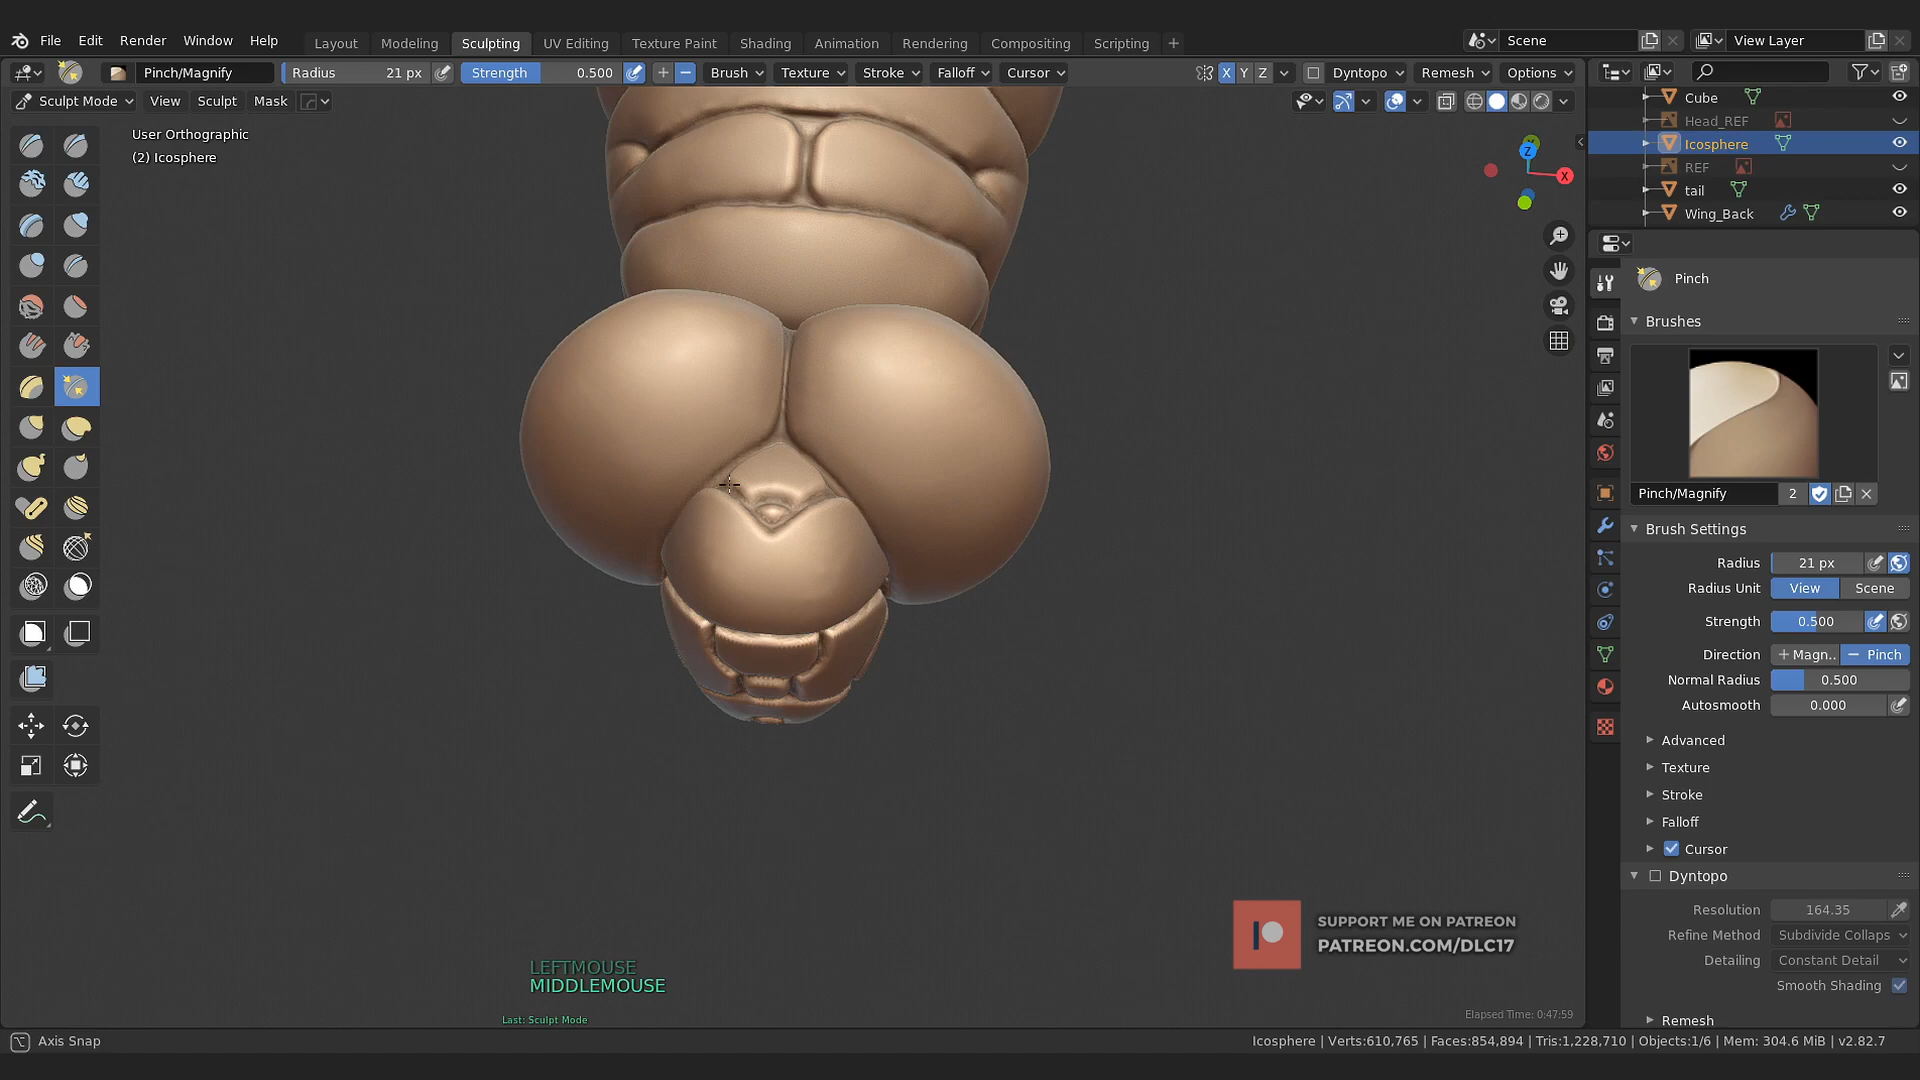 File Edit Render Window Help Layout Modeling Sculpting UV Editing Texture Paint Shading Animation Rendering Compositing Scripting + Scene View Layer
Pinch/Magnify Radius 21 px Strength 0.500 Brush Texture Stroke Falloff Cursor X Y Z Dyntopo Remesh Options
Sculpt Mode View Sculpt Mask
User Orthographic
(2) Icosphere
Z
X
Cube
Head_REF
Icosphere
REF
tail
Wing_Back
Pinch
Brushes
Pinch/Magnify 2
Brush Settings
Radius 21 px
Radius Unit View Scene
Strength 0.500
Direction + Magn.. − Pinch
Normal Radius 0.500
Autosmooth 0.000
Advanced
Texture
Stroke
Falloff
Cursor
Dyntopo
Resolution 164.35
Refine Method Subdivide Collaps
Detailing Constant Detail
Smooth Shading
Remesh
SUPPORT ME ON PATREON
PATREON.COM/DLC17
LEFTMOUSE
MIDDLEMOUSE
Last: Sculpt Mode
Elapsed Time: 0:47:59
Axis Snap
Icosphere | Verts:610,765 | Faces:854,894 | Tris:1,228,710 | Objects:1/6 | Mem: 304.6 MiB | v2.82.7